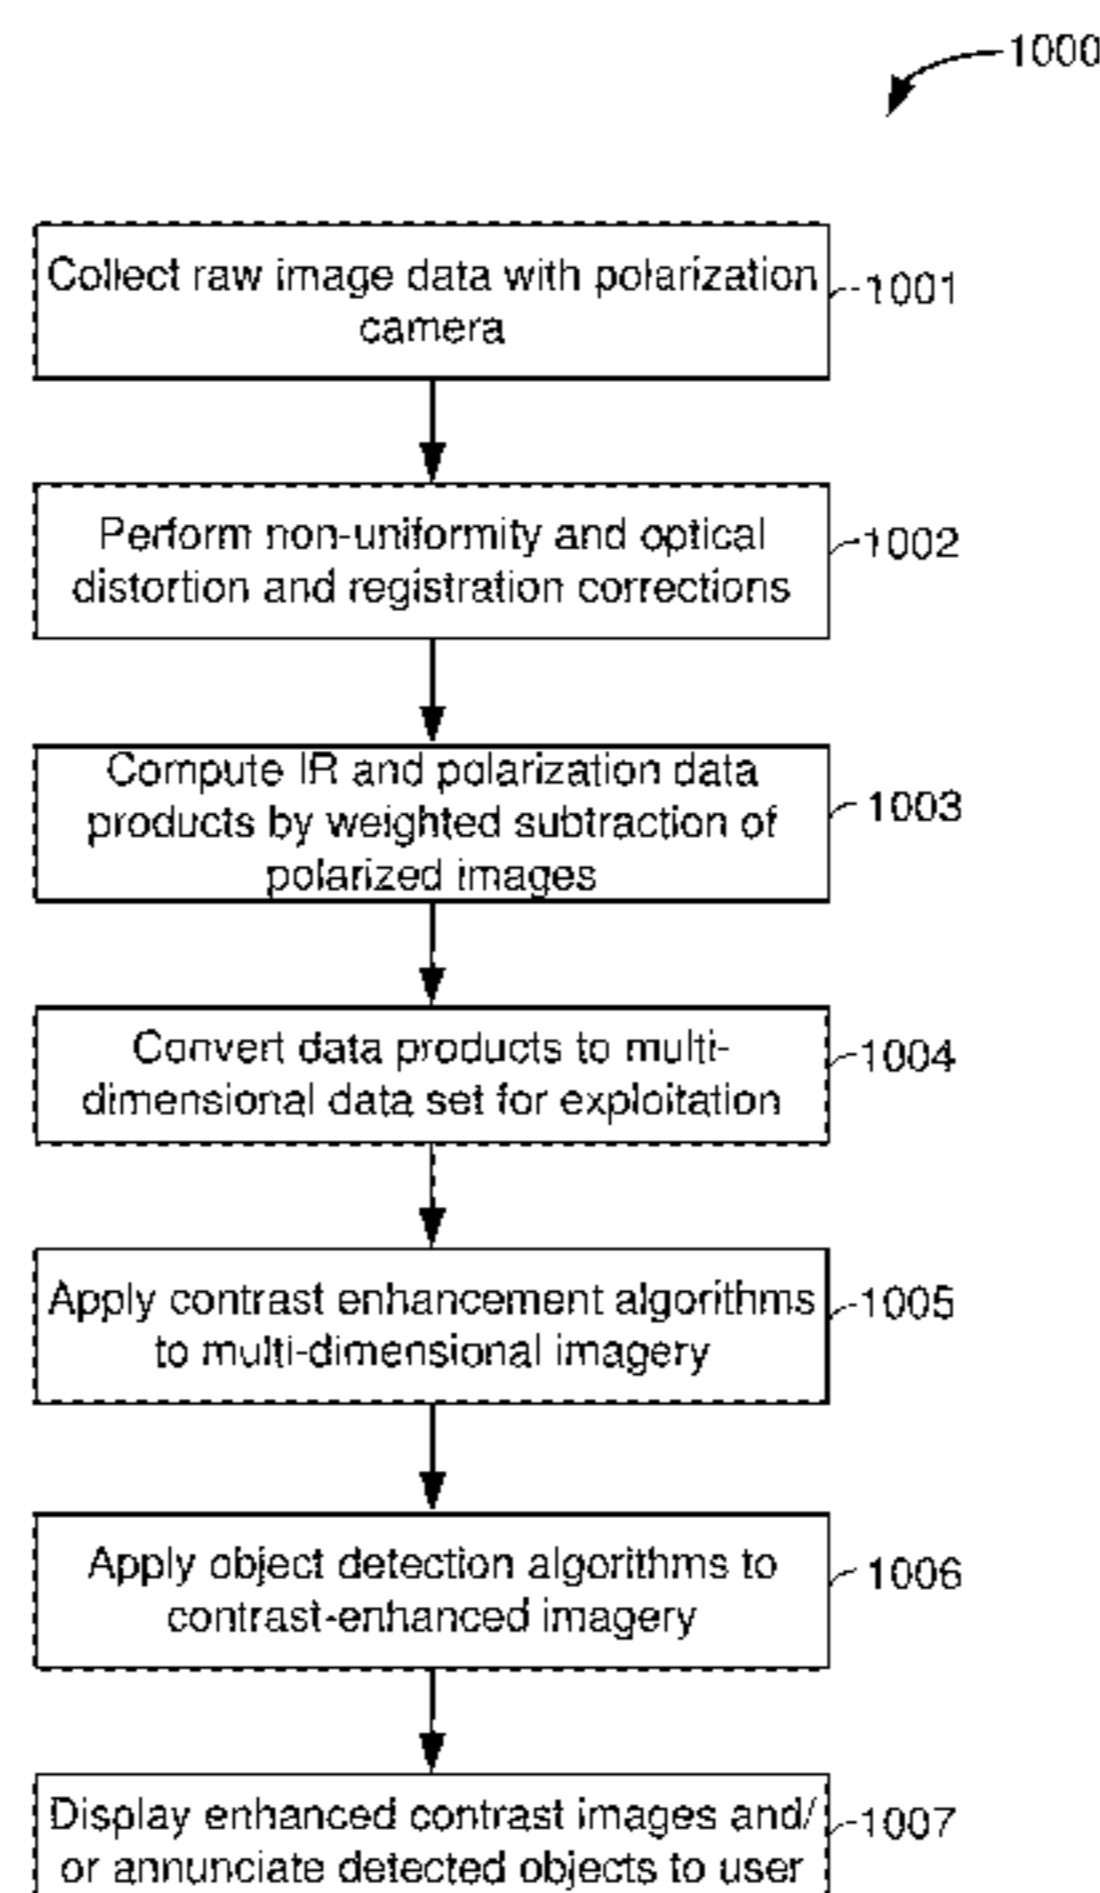 1000
Collect raw image data with polarization
camera
1001
Perform non-uniformity and optical
distortion and registration corrections
1002
Compute IR and polarization data
products by weighted subtraction of
polarized images
1003
Convert data products to multi-
dimensional data set for exploitation
1004
Apply contrast enhancement algorithms
to multi-dimensional imagery
1005
Apply object detection algorithms to
contrast-enhanced imagery
1006
Display enhanced contrast images and/
or annunciate detected objects to user
1007